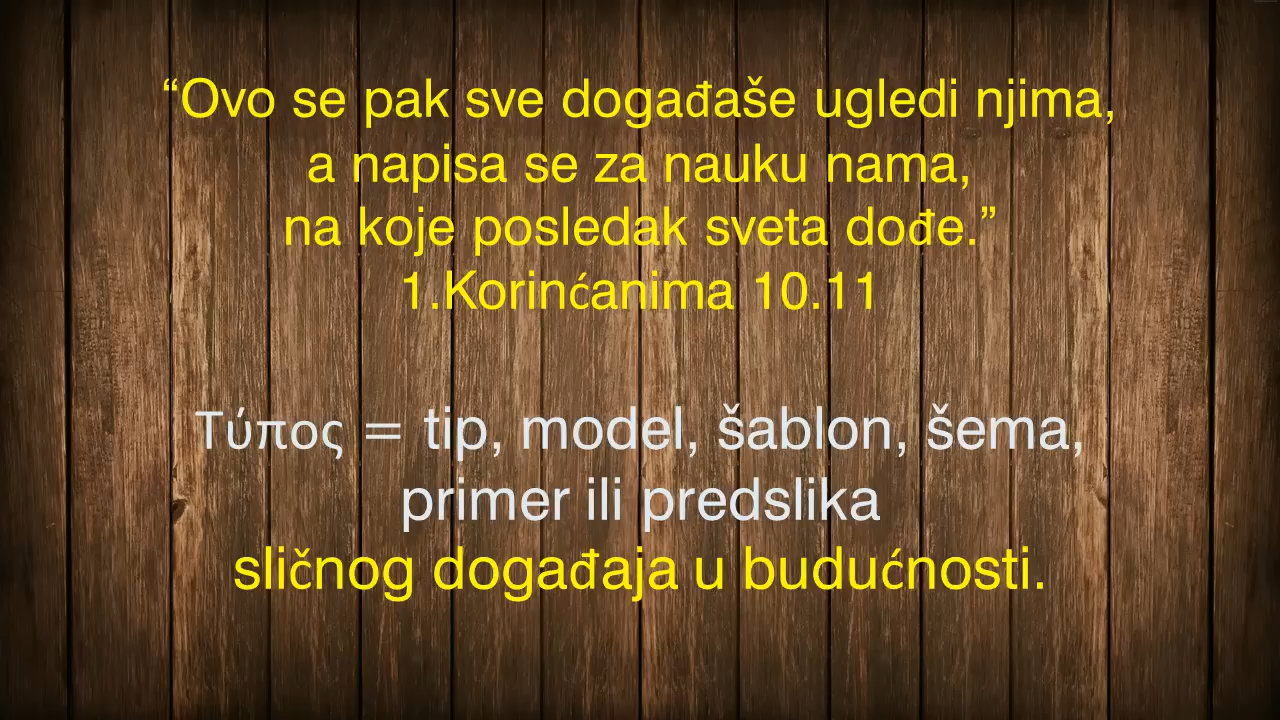 “Ovo se pak sve događaše ugledi njima,
a napisa se za nauku nama,
na koje posledak sveta dođe.”
1.Korinćanima 10.11
Τύπος = tip, model, šablon, šema,
primer ili predslika
sličnog događaja u budućnosti.